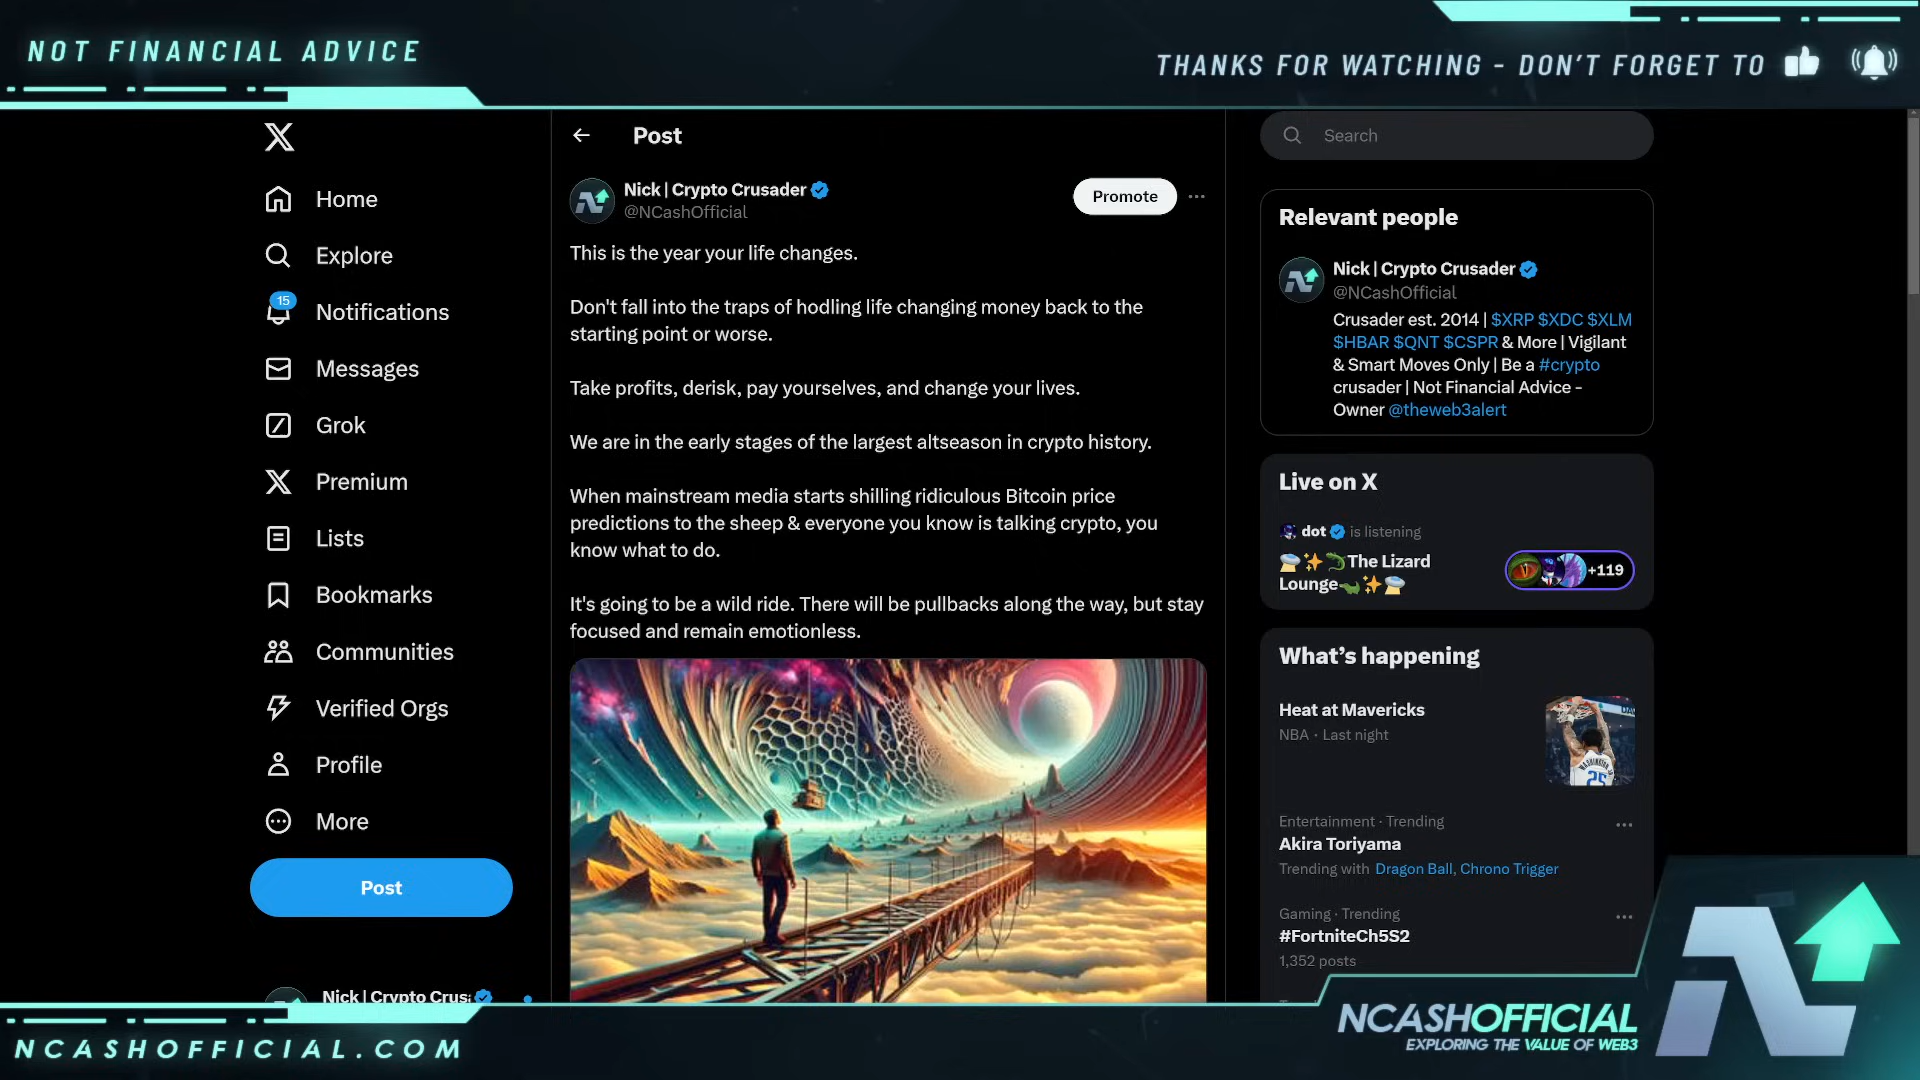 NOT FINANCIAL ADVICE
THANKS FOR WATCHING - DON'T FORGET TO
Home
Explore
15
Notifications
Messages
Grok
Premium
Lists
Bookmarks
Communities
Verified Orgs
Profile
More
Post
Nick | Crypto Crus
Post
Nick | Crypto Crusader
@NCashOfficial
Promote
This is the year your life changes.
Don't fall into the traps of hodling life changing money back to the
starting point or worse.
Take profits, derisk, pay yourselves, and change your lives.
We are in the early stages of the largest altseason in crypto history.
When mainstream media starts shilling ridiculous Bitcoin price
predictions to the sheep & everyone you know is talking crypto, you
know what to do.
It's going to be a wild ride. There will be pullbacks along the way, but stay
focused and remain emotionless.
Search
Relevant people
Nick | Crypto Crusader
@NCashOfficial
Crusader est. 2014 | $XRP $XDC $XLM
$HBAR $QNT $CSPR & More | Vigilant
& Smart Moves Only | Be a #crypto
crusader | Not Financial Advice -
Owner @theweb3alert
Live on X
dot is listening
The Lizard
Lounge
+119
What's happening
Heat at Mavericks
NBA · Last night
WASHINGTON JR
25
Entertainment · Trending
Akira Toriyama
Trending with Dragon Ball, Chrono Trigger
Gaming · Trending
#FortniteCh5S2
1,352 posts
NCASHOFFICIAL.COM
NCASHOFFICIAL
EXPLORING THE VALUE OF WEB3